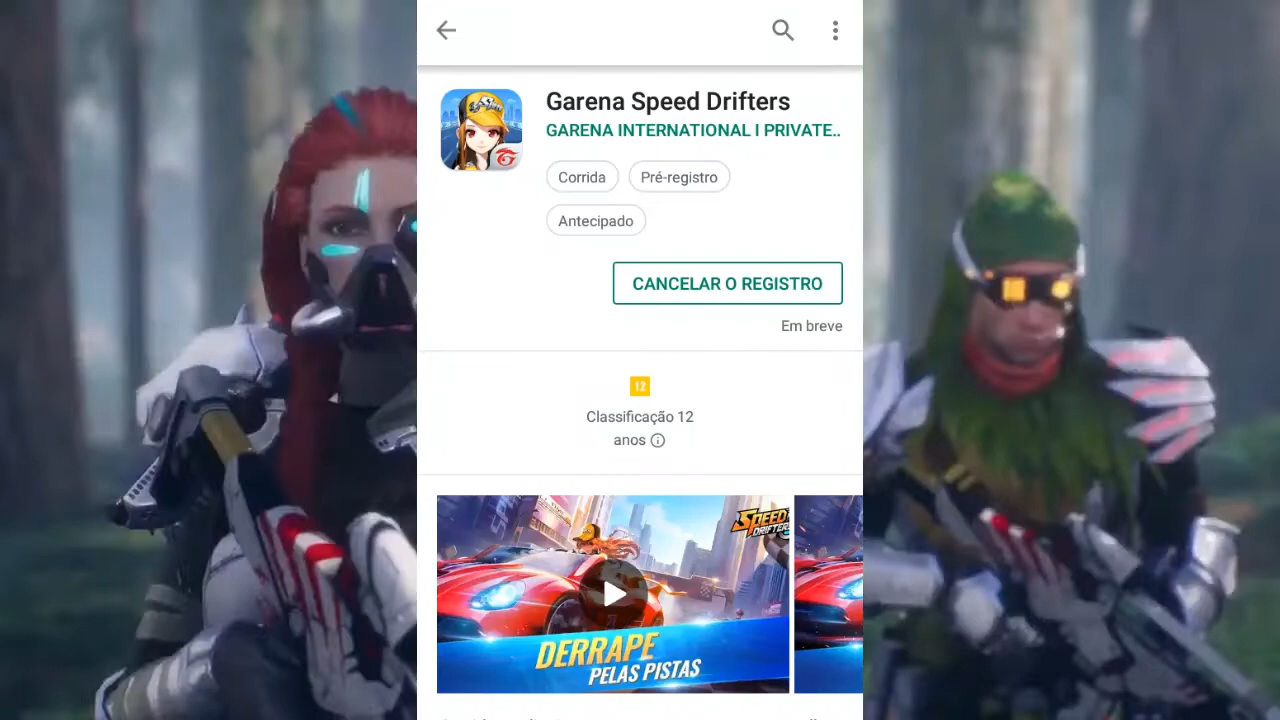 Garena Speed Drifters
GARENA INTERNATIONAL I PRIVATE..
Corrida
Pré-registro
Antecipado
CANCELAR O REGISTRO
Em breve
12
Classificação 12
anos
SPEED
DRIFTERS
DERRAPE
PELAS PISTAS